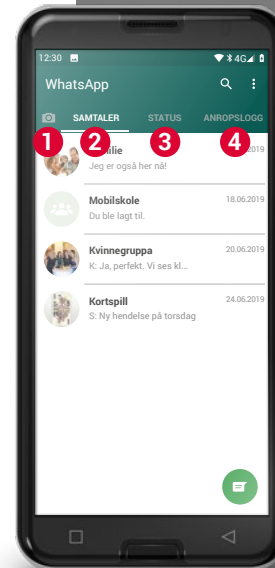 12:30 4G
WhatsApp
SAMTALER STATUS ANROPSLOGG
1 2 3 4
Jeg er også her nå!
Mobilskole 18.06.2019
Du ble lagt til.
Kvinnegruppa 20.06.2019
K: Ja, perfekt. Vi ses kl...
Kortspill 24.06.2019
S: Ny hendelse på torsdag